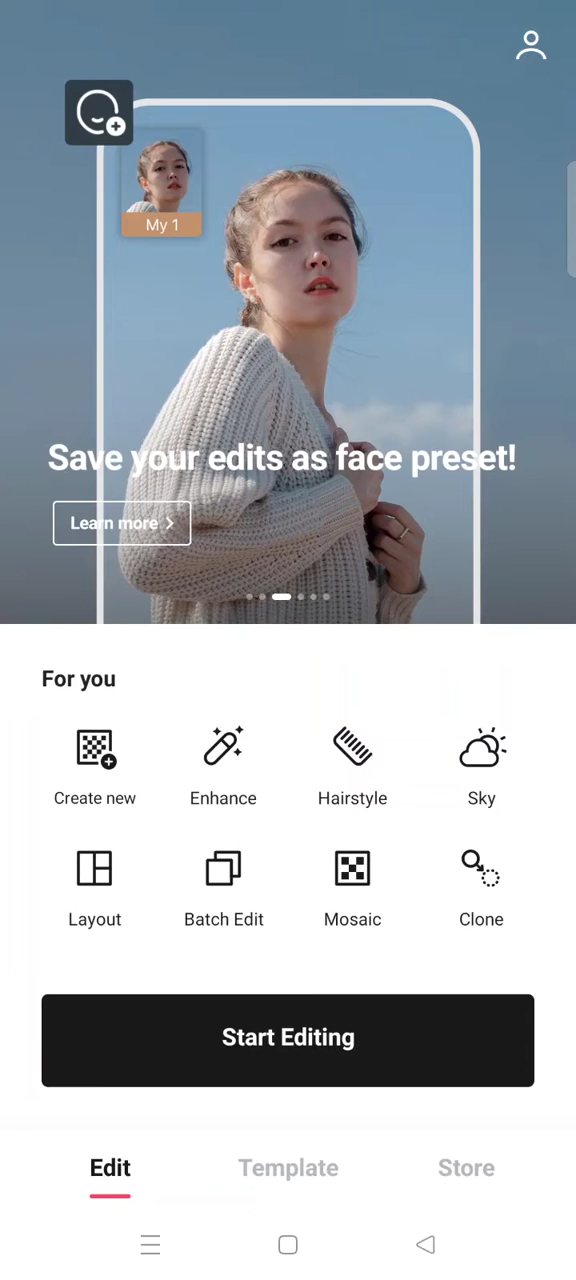 My 1
Save your edits as face preset!
Learn more
For you
Create new
Enhance
Hairstyle
Sky
Layout
Batch Edit
Mosaic
Clone
Start Editing
Edit
Template
Store